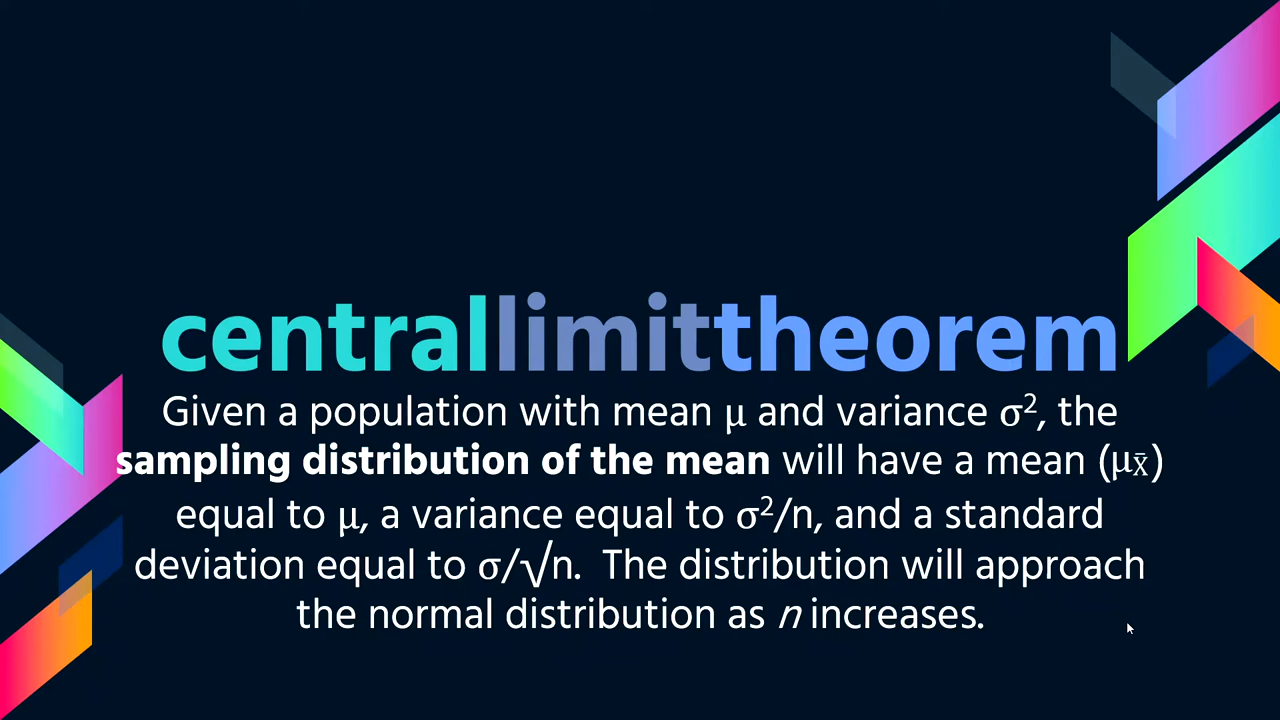 centrallimittheorem
Given a population with mean μ and variance σ², the
sampling distribution of the mean will have a mean (μx̄)
equal to μ, a variance equal to σ²/n, and a standard
deviation equal to σ/√n.  The distribution will approach
the normal distribution as n increases.